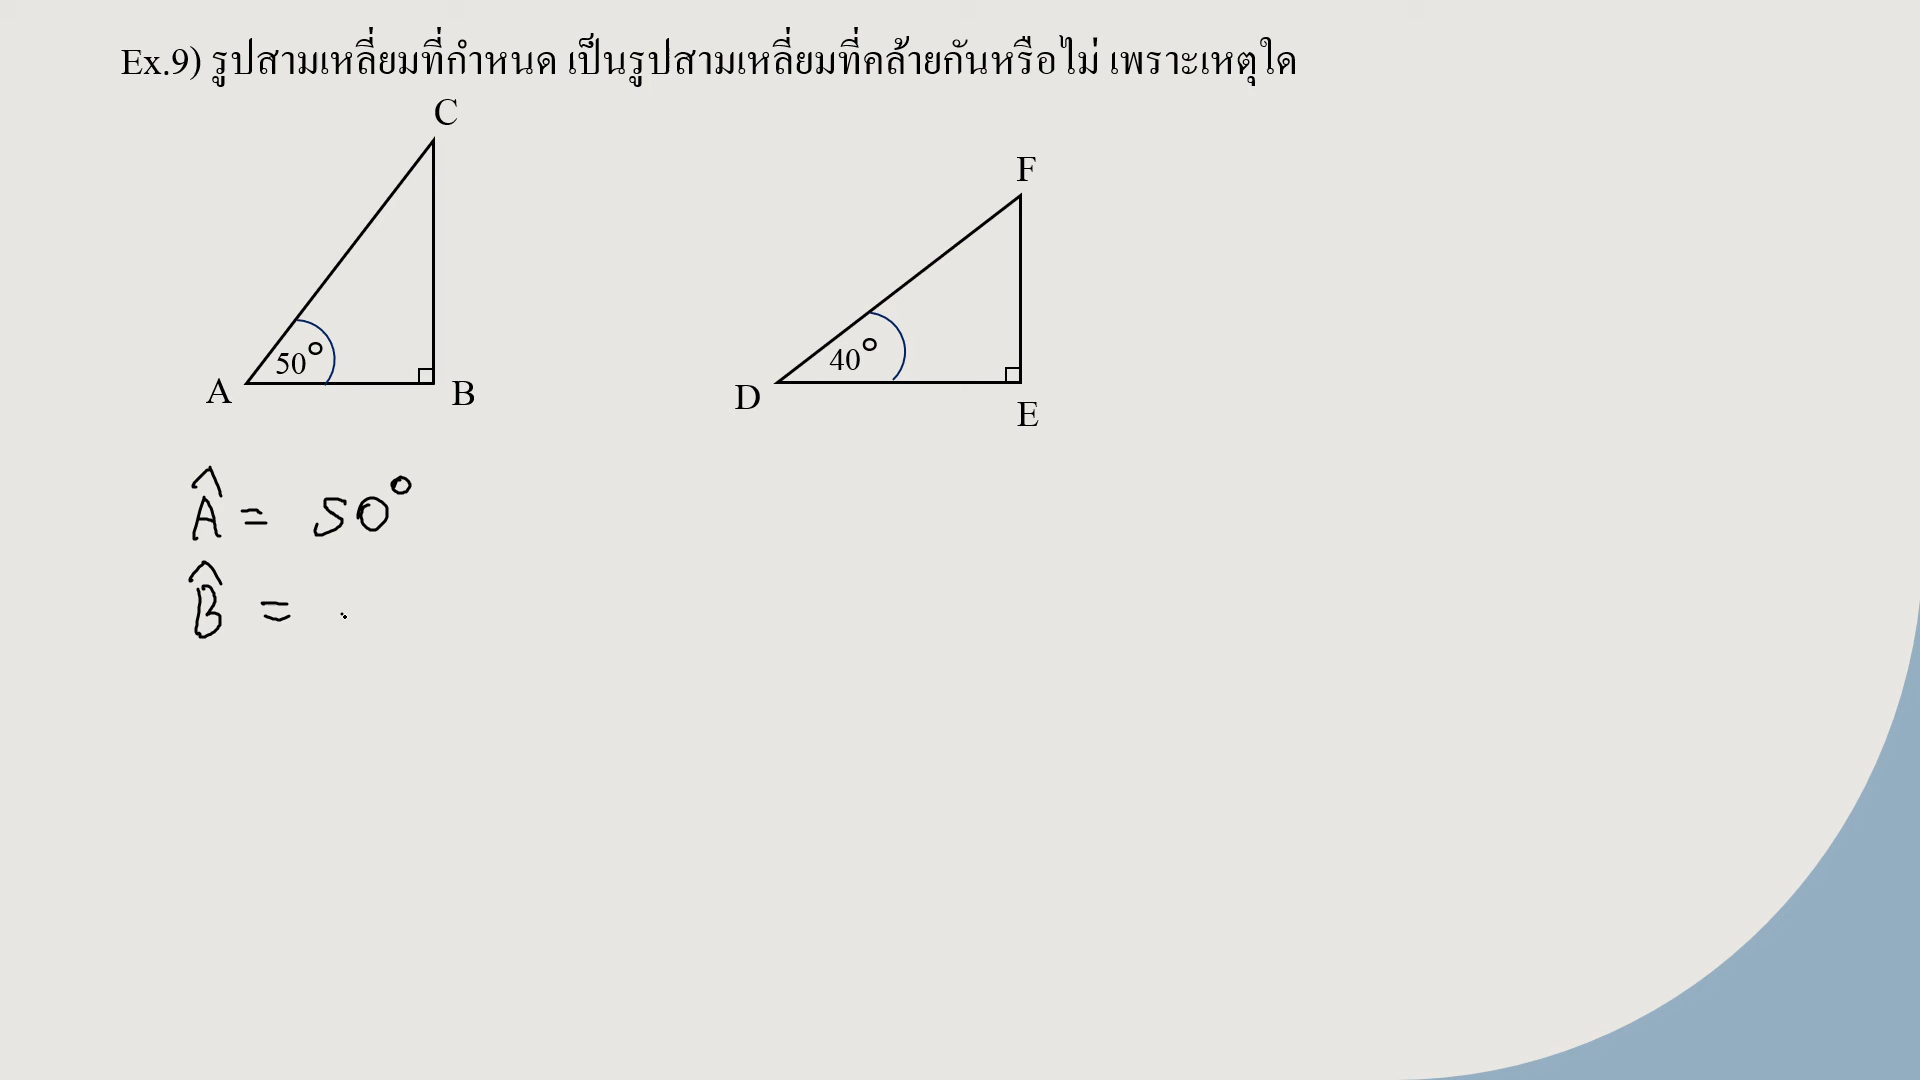 Ex.9) รูปสามเหลี่ยมที่กำหนด เป็นรูปสามเหลี่ยมที่คล้ายกันหรือไม่ เพราะเหตุใด
C
F
50°
40°
A
B
D
E
Â = 50°
B̂ =